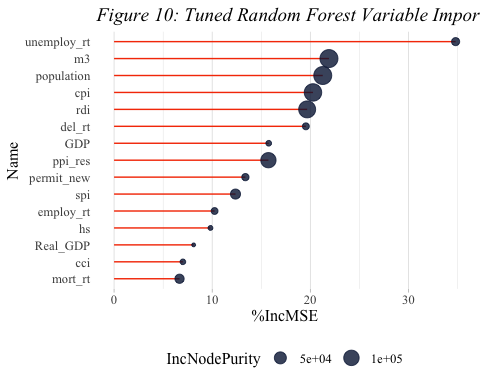 Figure 10: Tuned Random Forest Variable Impor
unemploy_rt
m3
population
cpi
rdi
del_rt
GDP
ppi_res
permit_new
spi
employ_rt
hs
Real_GDP
cci
mort_rt
Name
0 10 20 30
%IncMSE
IncNodePurity 5e+04 1e+05